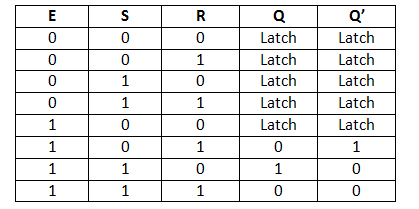 E S R Q Q’
0 0 0 Latch Latch
0 0 1 Latch Latch
0 1 0 Latch Latch
0 1 1 Latch Latch
1 0 0 Latch Latch
1 0 1 0 1
1 1 0 1 0
1 1 1 0 0